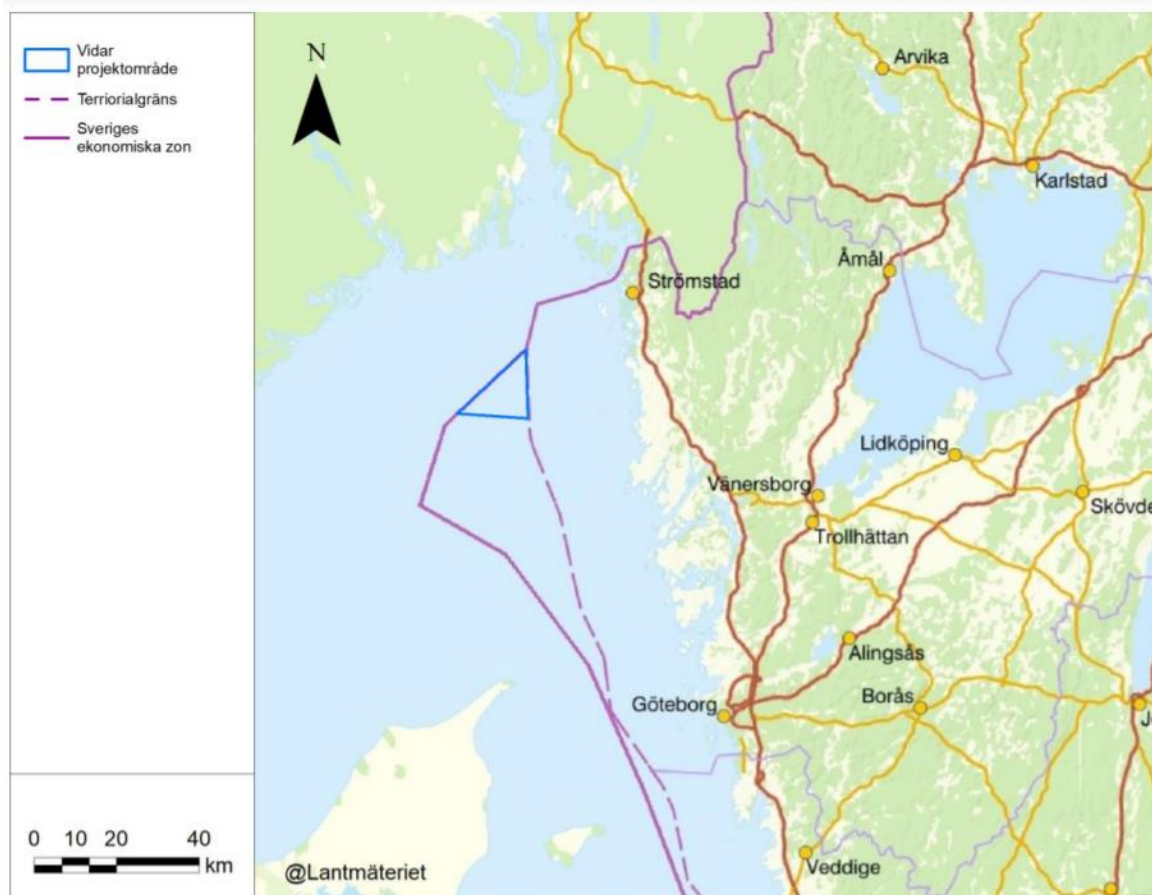 Vidar
projektområde
Terriorialgräns
Sveriges
ekonomiska zon
N
Arvika
Karlstad
Åmål
Strömstad
Lidköping
Vänersborg
Skövde
Trollhättan
Alingsås
Göteborg
Borås
J
Veddige
0 10 20 40
km
@Lantmäteriet